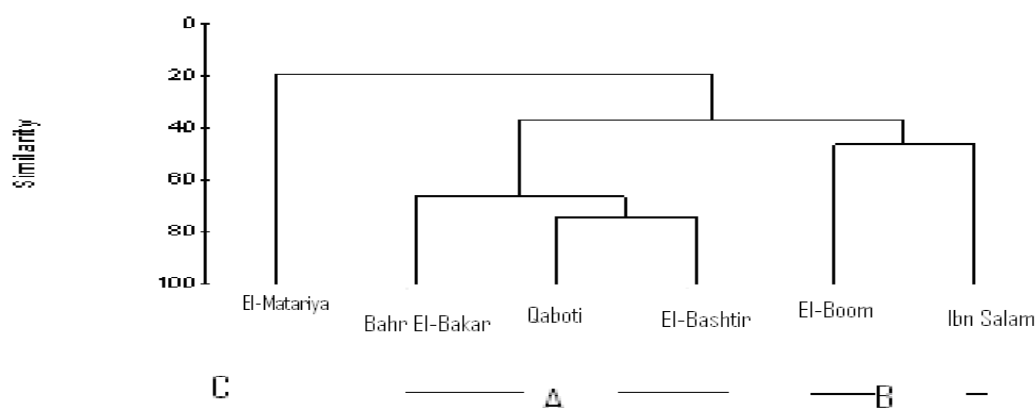 0
20
40
60
80
100
Similarity
El-Matariya
Bahr El-Bakar
Qaboti
El-Bashtir
El-Boom
Ibn Salam
C
A
B